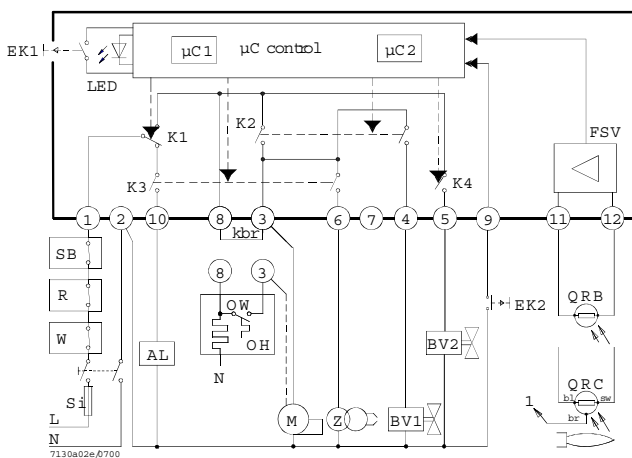 EK1
LED
µC1
µC control
µC2
FSV
K1
K2
K3
K4
1 2 10 8 3 6 7 4 5 9 11 12
kbr
SB
R
W
Si
L
N
8 3
OW
OH
N
AL
M
Z
BV1
BV2
EK2
QRB
QRC
bl sw
br
1
7130a02e/0700